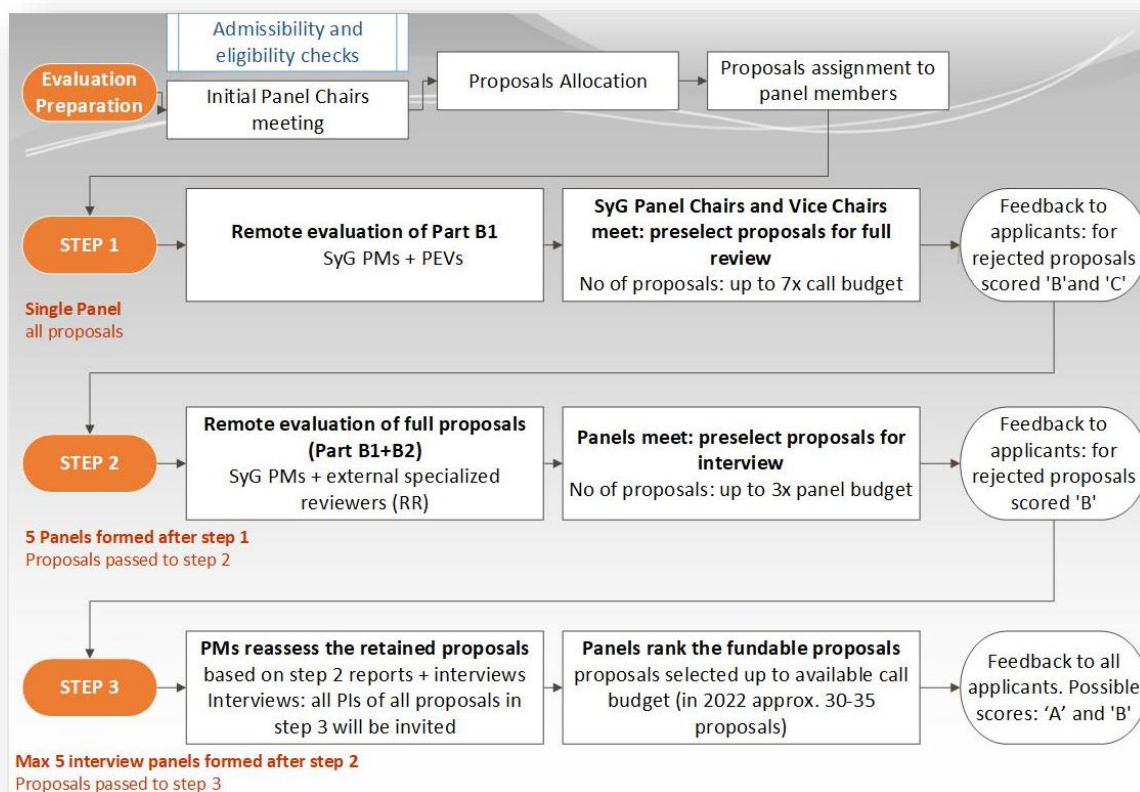 Admissibility and
eligibility checks
Evaluation
Preparation
Initial Panel Chairs
meeting
Proposals Allocation
Proposals assignment to
panel members
STEP 1
Single Panel
all proposals
Remote evaluation of Part B1
SyG PMs + PEVs
SyG Panel Chairs and Vice Chairs
meet: preselect proposals for full
review
No of proposals: up to 7x call budget
Feedback to
applicants: for
rejected proposals
scored 'B'and 'C'
STEP 2
5 Panels formed after step 1
Proposals passed to step 2
Remote evaluation of full proposals
(Part B1+B2)
SyG PMs + external specialized
reviewers (RR)
Panels meet: preselect proposals for
interview
No of proposals: up to 3x panel budget
Feedback to
applicants: for
rejected proposals
scored 'B'
STEP 3
Max 5 interview panels formed after step 2
Proposals passed to step 3
PMs reassess the retained proposals
based on step 2 reports + interviews
Interviews: all PIs of all proposals in
step 3 will be invited
Panels rank the fundable proposals
proposals selected up to available call
budget (in 2022 approx. 30-35
proposals)
Feedback to all
applicants. Possible
scores: ‘A’ and 'B'